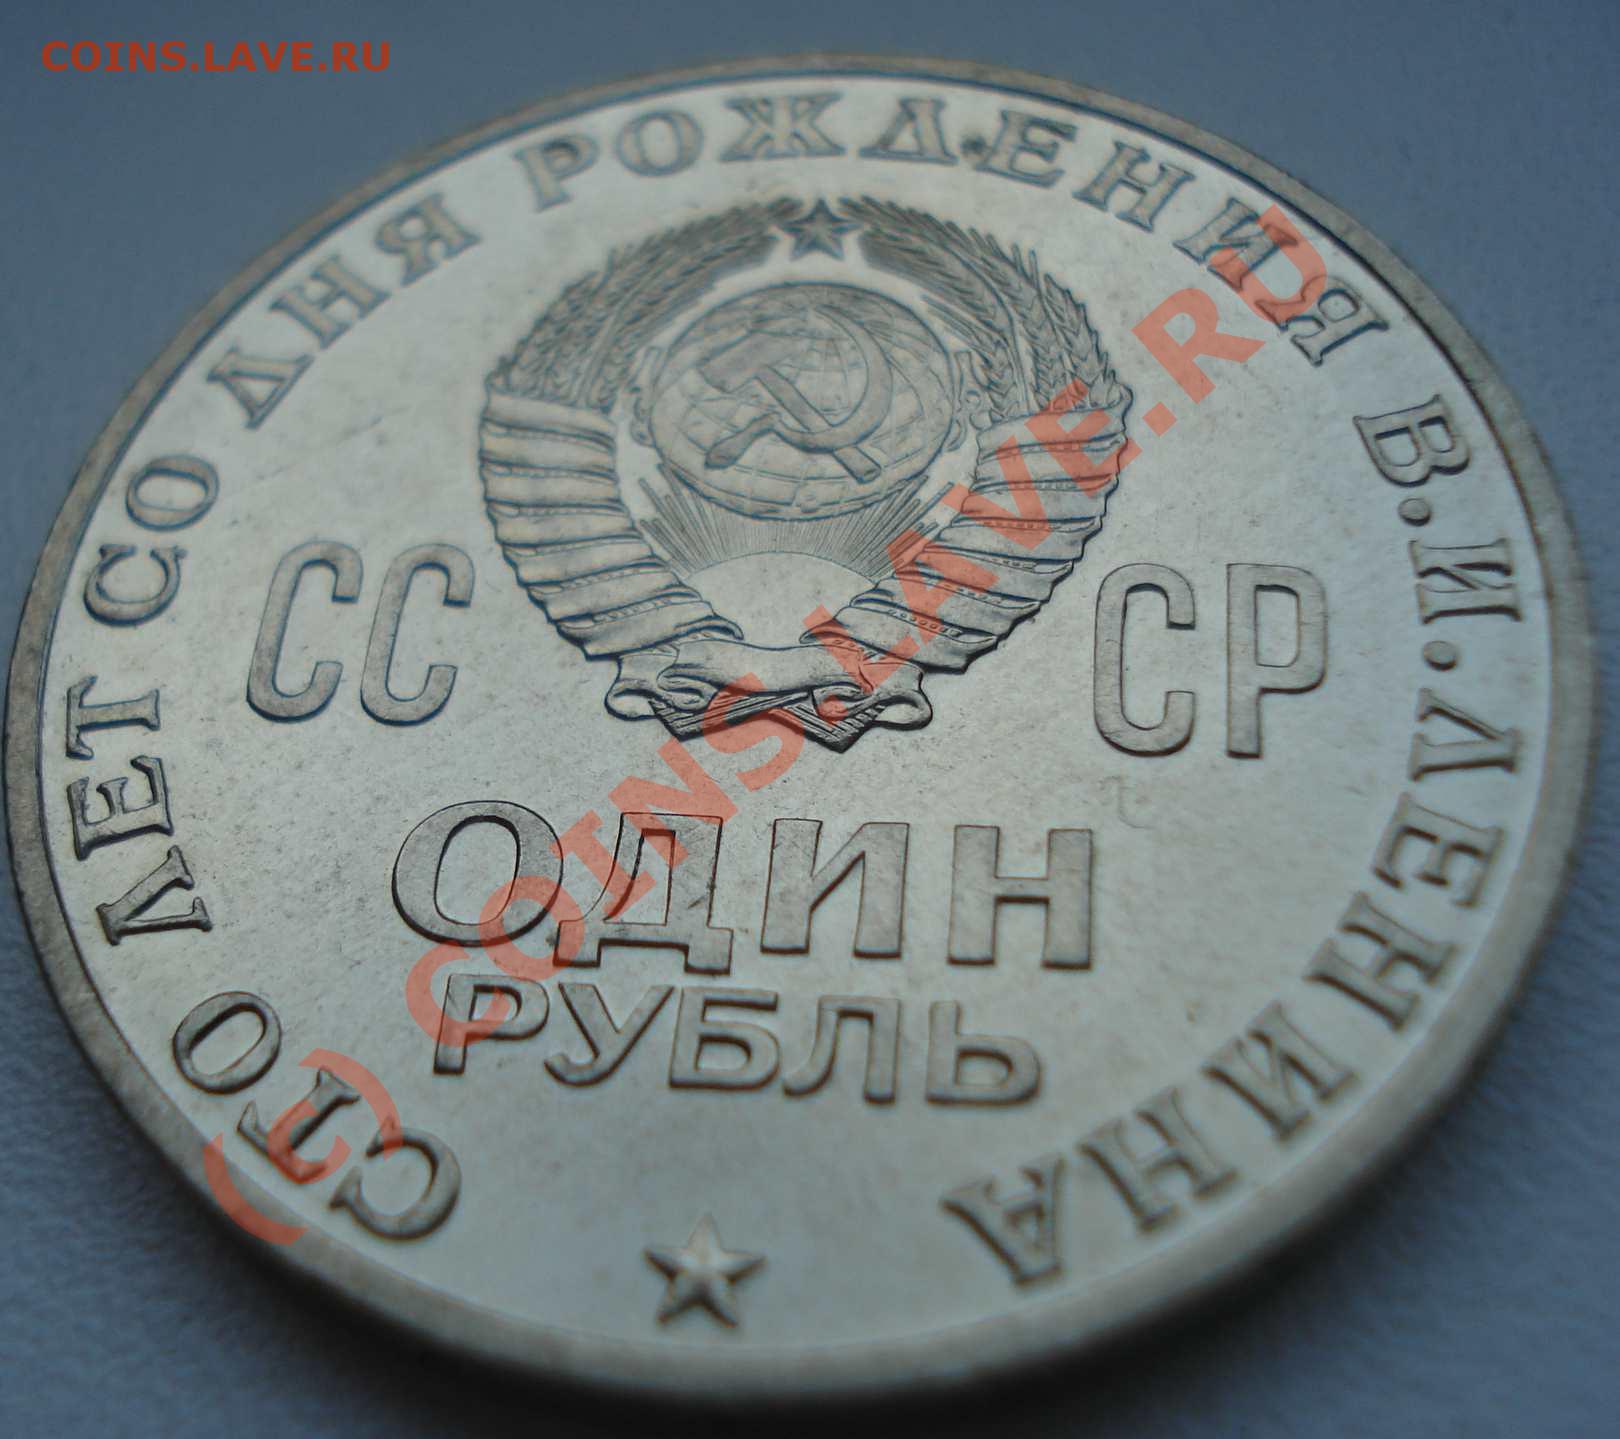 COINS.LAVE.RU
СТО ЛЕТ СО ДНЯ РОЖДЕНИЯ В.И.ЛЕНИНА
СС СР
ОДИН
РУБЛЬ
(c) COINS.LAVE.RU